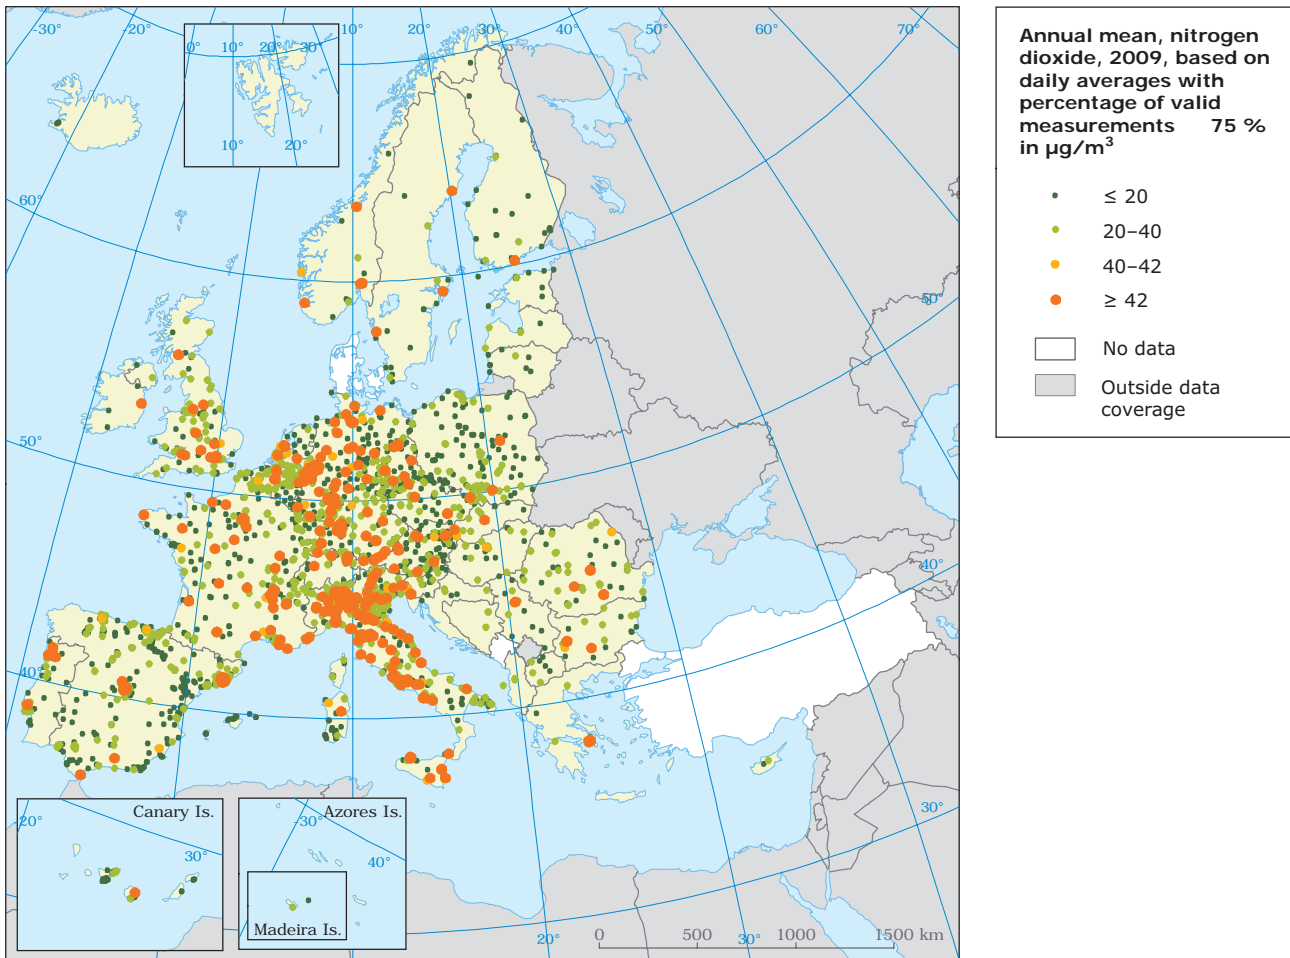 -30°
-20°
-10°
0°
10°
20°
30°
40°
50°
60°
70°
0°
10°
20°
30°
10°
20°
60°
50°
50°
40°
40°
Canary Is.
20°
30°
Azores Is.
-30°
40°
Madeira Is.
30°
0°
10°
20°
30°
0
500
1000
1500 km
Annual mean, nitrogen
dioxide, 2009, based on
daily averages with
percentage of valid
measurements 75 %
in µg/m³
≤ 20
20–40
40–42
≥ 42
No data
Outside data
coverage